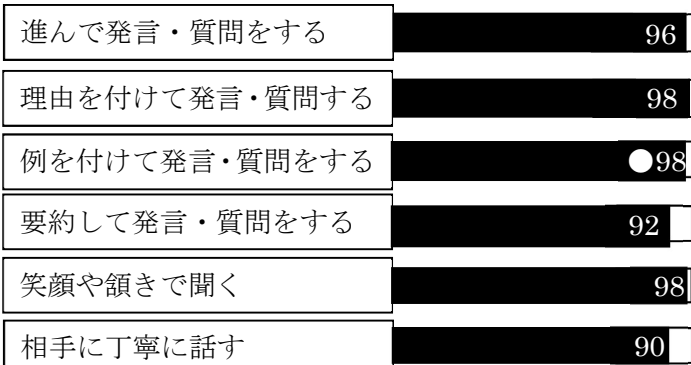 進んで発言・質問をする 96
理由を付けて発言・質問する 98
例を付けて発言・質問をする ●98
要約して発言・質問をする 92
笑顔や頷きで聞く 98
相手に丁寧に話す 90